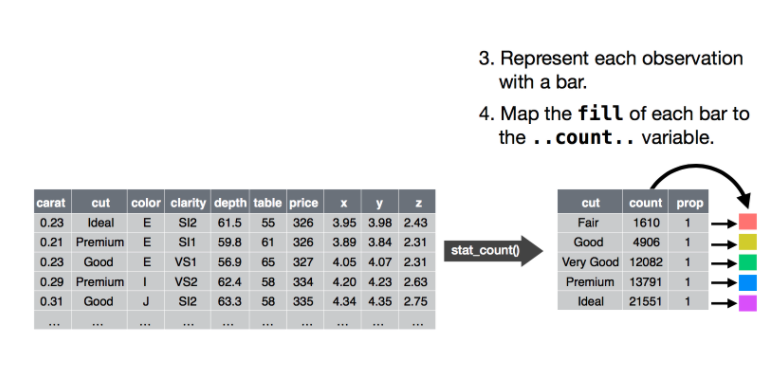 3. Represent each observation
with a bar.
4. Map the fill of each bar to
the ..count.. variable.
carat cut color clarity depth table price x y z
0.23 Ideal E SI2 61.5 55 326 3.95 3.98 2.43
0.21 Premium E SI1 59.8 61 326 3.89 3.84 2.31
0.23 Good E VS1 56.9 65 327 4.05 4.07 2.31
0.29 Premium I VS2 62.4 58 334 4.20 4.23 2.63
0.31 Good J SI2 63.3 58 335 4.34 4.35 2.75
... ... ... ... ... ... ... ... ... ...
stat_count()
cut count prop
Fair 1610 1
Good 4906 1
Very Good 12082 1
Premium 13791 1
Ideal 21551 1